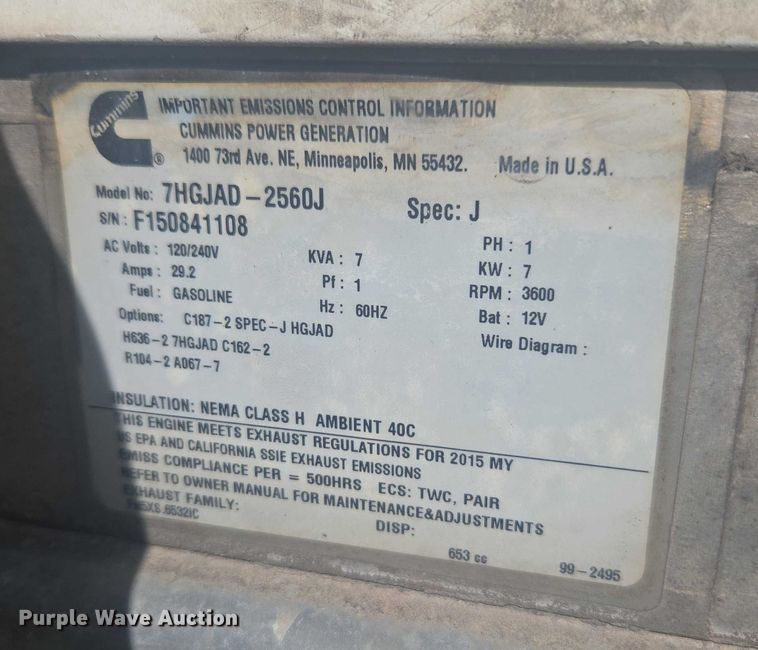 Cummins
®
IMPORTANT EMISSIONS CONTROL INFORMATION
CUMMINS POWER GENERATION
1400 73rd Ave. NE, Minneapolis, MN 55432. Made in U.S.A.
Model No: 7HGJAD-2560J Spec: J
S/N: F150841108
AC Volts: 120/240V KVA: 7 PH: 1
Amps: 29.2 Pf: 1 KW: 7
Fuel: GASOLINE Hz: 60HZ RPM: 3600
Options: C187-2 SPEC-J HGJAD Bat: 12V
H636-2 7HGJAD C162-2 Wire Diagram:
R104-2 A067-7
INSULATION: NEMA CLASS H AMBIENT 40C
THIS ENGINE MEETS EXHAUST REGULATIONS FOR 2015 MY
US EPA AND CALIFORNIA SSIE EXHAUST EMISSIONS
EMISS COMPLIANCE PER = 500HRS ECS: TWC, PAIR
REFER TO OWNER MANUAL FOR MAINTENANCE&ADJUSTMENTS
EXHAUST FAMILY: DISP:
653 cc 99-2495
Purple Wave Auction